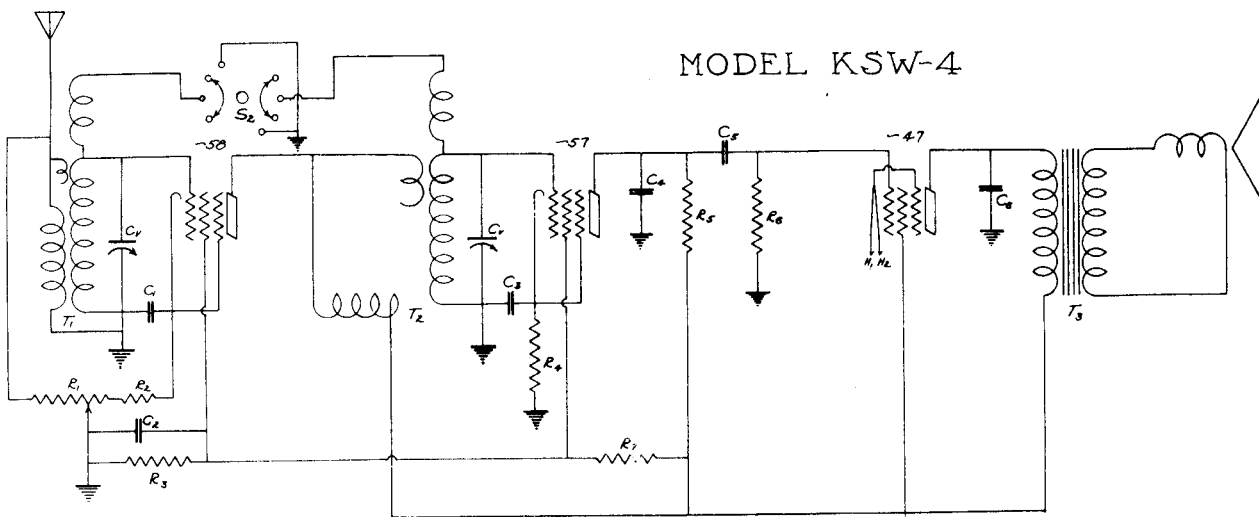 MODEL KSW-4
S2
-58
-57
C5
-47
CV
CV
C4
R5
R6
C6
H1 H2
C1
C3
T1
T2
T3
R4
R1
R2
C2
R7
R3